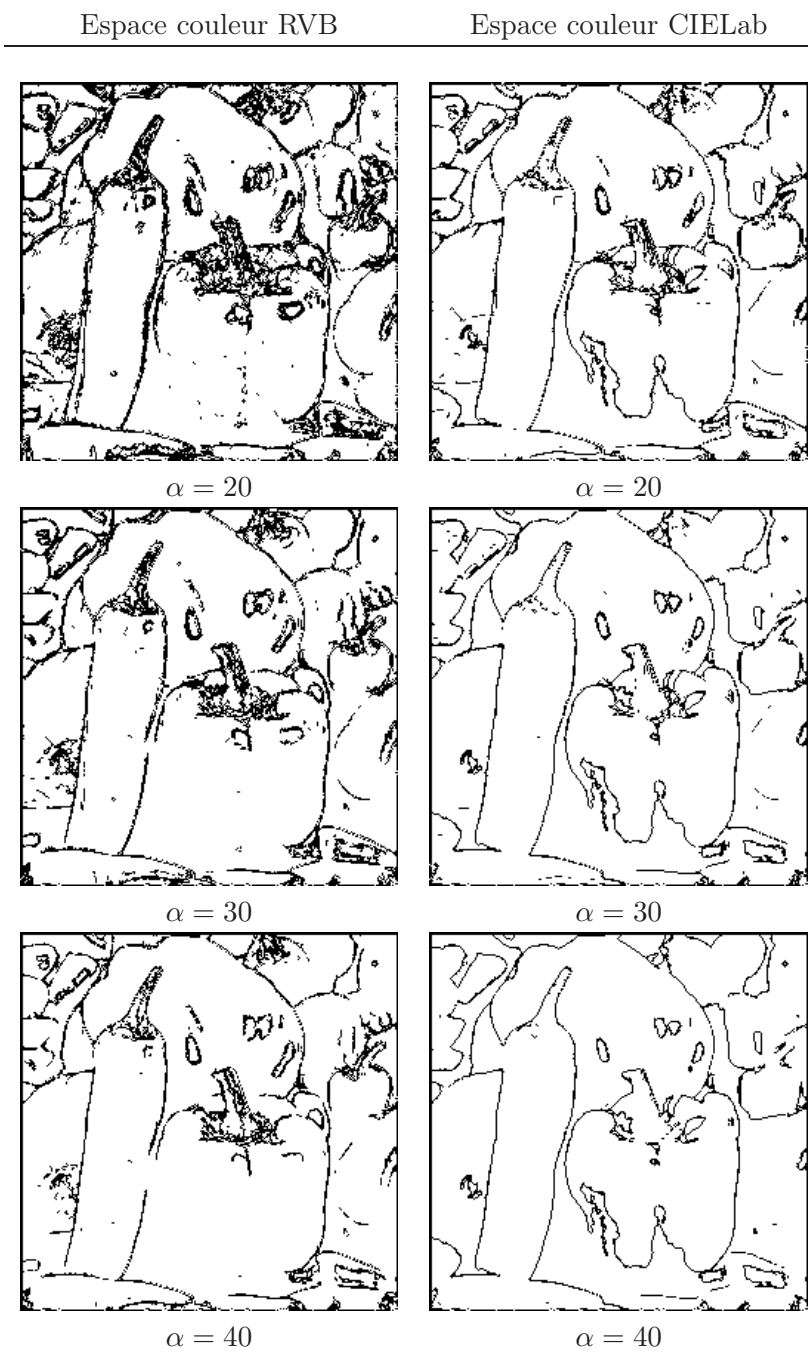 Espace couleur RVB Espace couleur CIELab
α = 20 α = 20
α = 30 α = 30
α = 40 α = 40